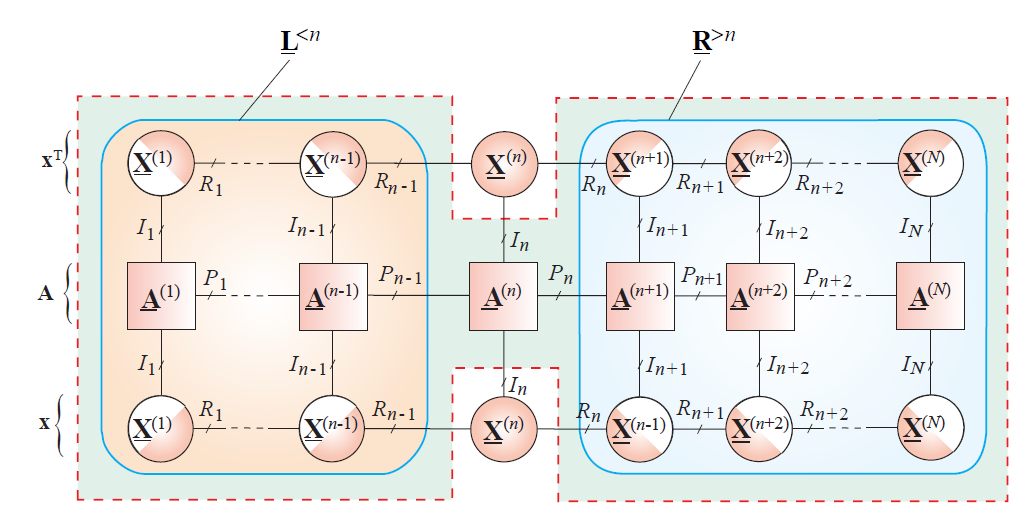 L<n R>n
xᵀ X(1) X(n-1) X(n) X(n+1) X(n+2) X(N)
R1 Rn-1 Rn Rn+1 Rn+2
I1 In-1 In In+1 In+2 IN
P1 Pn-1 Pn Pn+1 Pn+2
A A(1) A(n-1) A(n) A(n+1) A(n+2) A(N)
I1 In-1 In In+1 In+2 IN
R1 Rn-1 Rn Rn+1 Rn+2
x X(1) X(n-1) X(n) X(n-1) X(n+2) X(N)